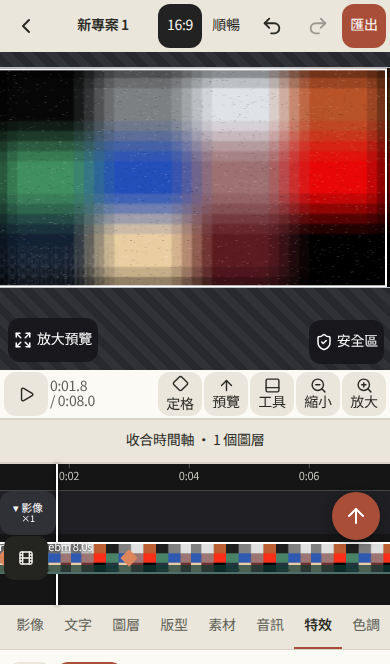 新專案 1
16:9
順暢
匯出
放大預覽
安全區
0:01.8
/ 0:08.0
定格
預覽
工具
縮小
放大
收合時間軸 • 1 個圖層
0:02
0:04
0:06
▾ 影像
×1
ebm 8.0s
影像
文字
圖層
版型
素材
音訊
特效
色調